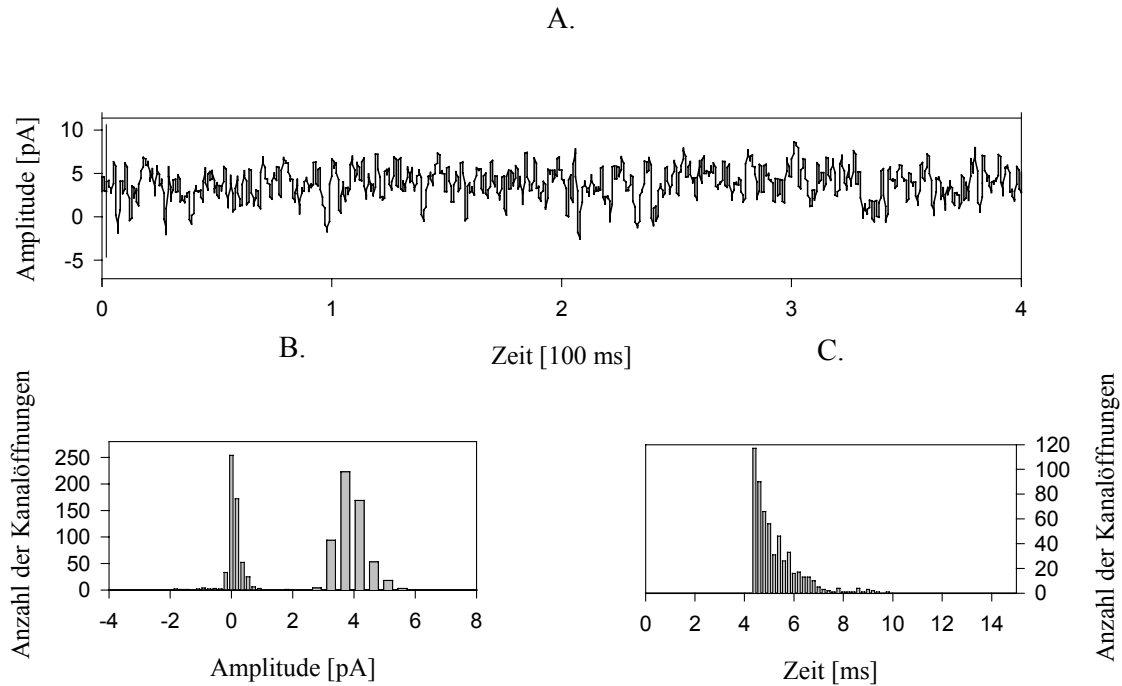 A.
Amplitude [pA]
10
5
0
-5
0 1 2 3 4
Zeit [100 ms]
B.
Anzahl der Kanalöffnungen
250
200
150
100
50
0
-4 -2 0 2 4 6 8
Amplitude [pA]
C.
120
100
80
60
40
20
0
Anzahl der Kanalöffnungen
0 2 4 6 8 10 12 14
Zeit [ms]